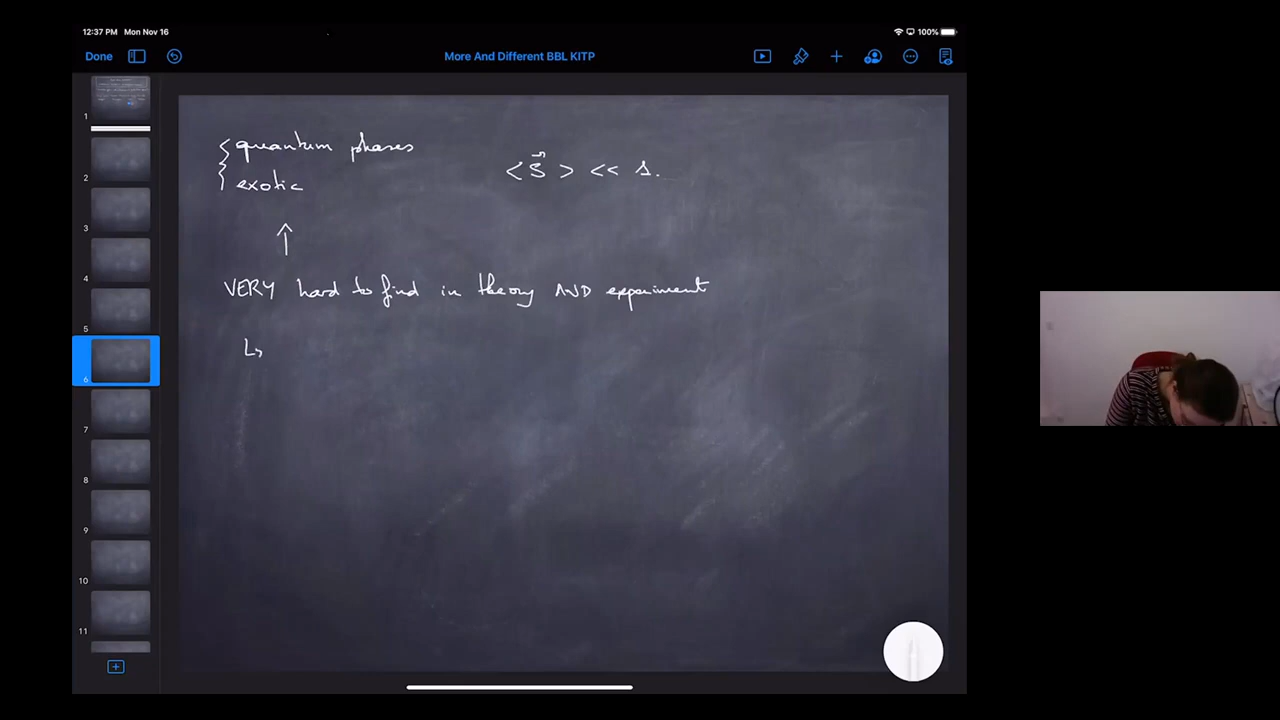 12:37 PM Mon Nov 16
100%
Done
More And Different BBL KITP
quantum phases
exotic
< S⃗ > << s.
↑
VERY hard to find in theory AND experiment
↳
1
2
3
4
5
6
7
8
9
10
11